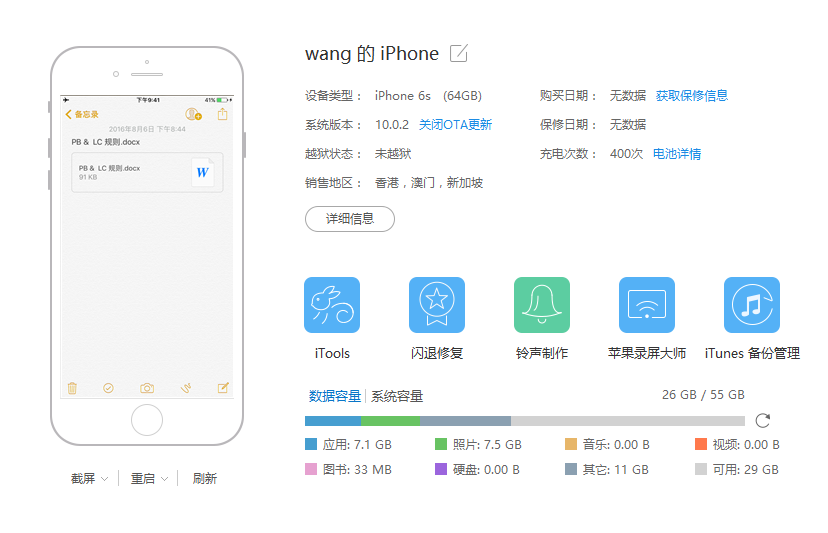 wang 的 iPhone
下午9:41
41%
备忘录
2016年8月6日 下午8:44
PB & LC 规则.docx
PB & LC 规则.docx
91 KB
W
设备类型： iPhone 6s （64GB） 购买日期： 无数据 获取保修信息
系统版本： 10.0.2 关闭OTA更新 保修日期： 无数据
越狱状态： 未越狱 充电次数： 400次 电池详情
销售地区： 香港，澳门，新加坡
详细信息
iTools 闪退修复 铃声制作 苹果录屏大师 iTunes 备份管理
数据容量 | 系统容量 26 GB / 55 GB
应用: 7.1 GB 照片: 7.5 GB 音乐: 0.00 B 视频: 0.00 B
图书: 33 MB 硬盘: 0.00 B 其它: 11 GB 可用: 29 GB
截屏 重启 刷新